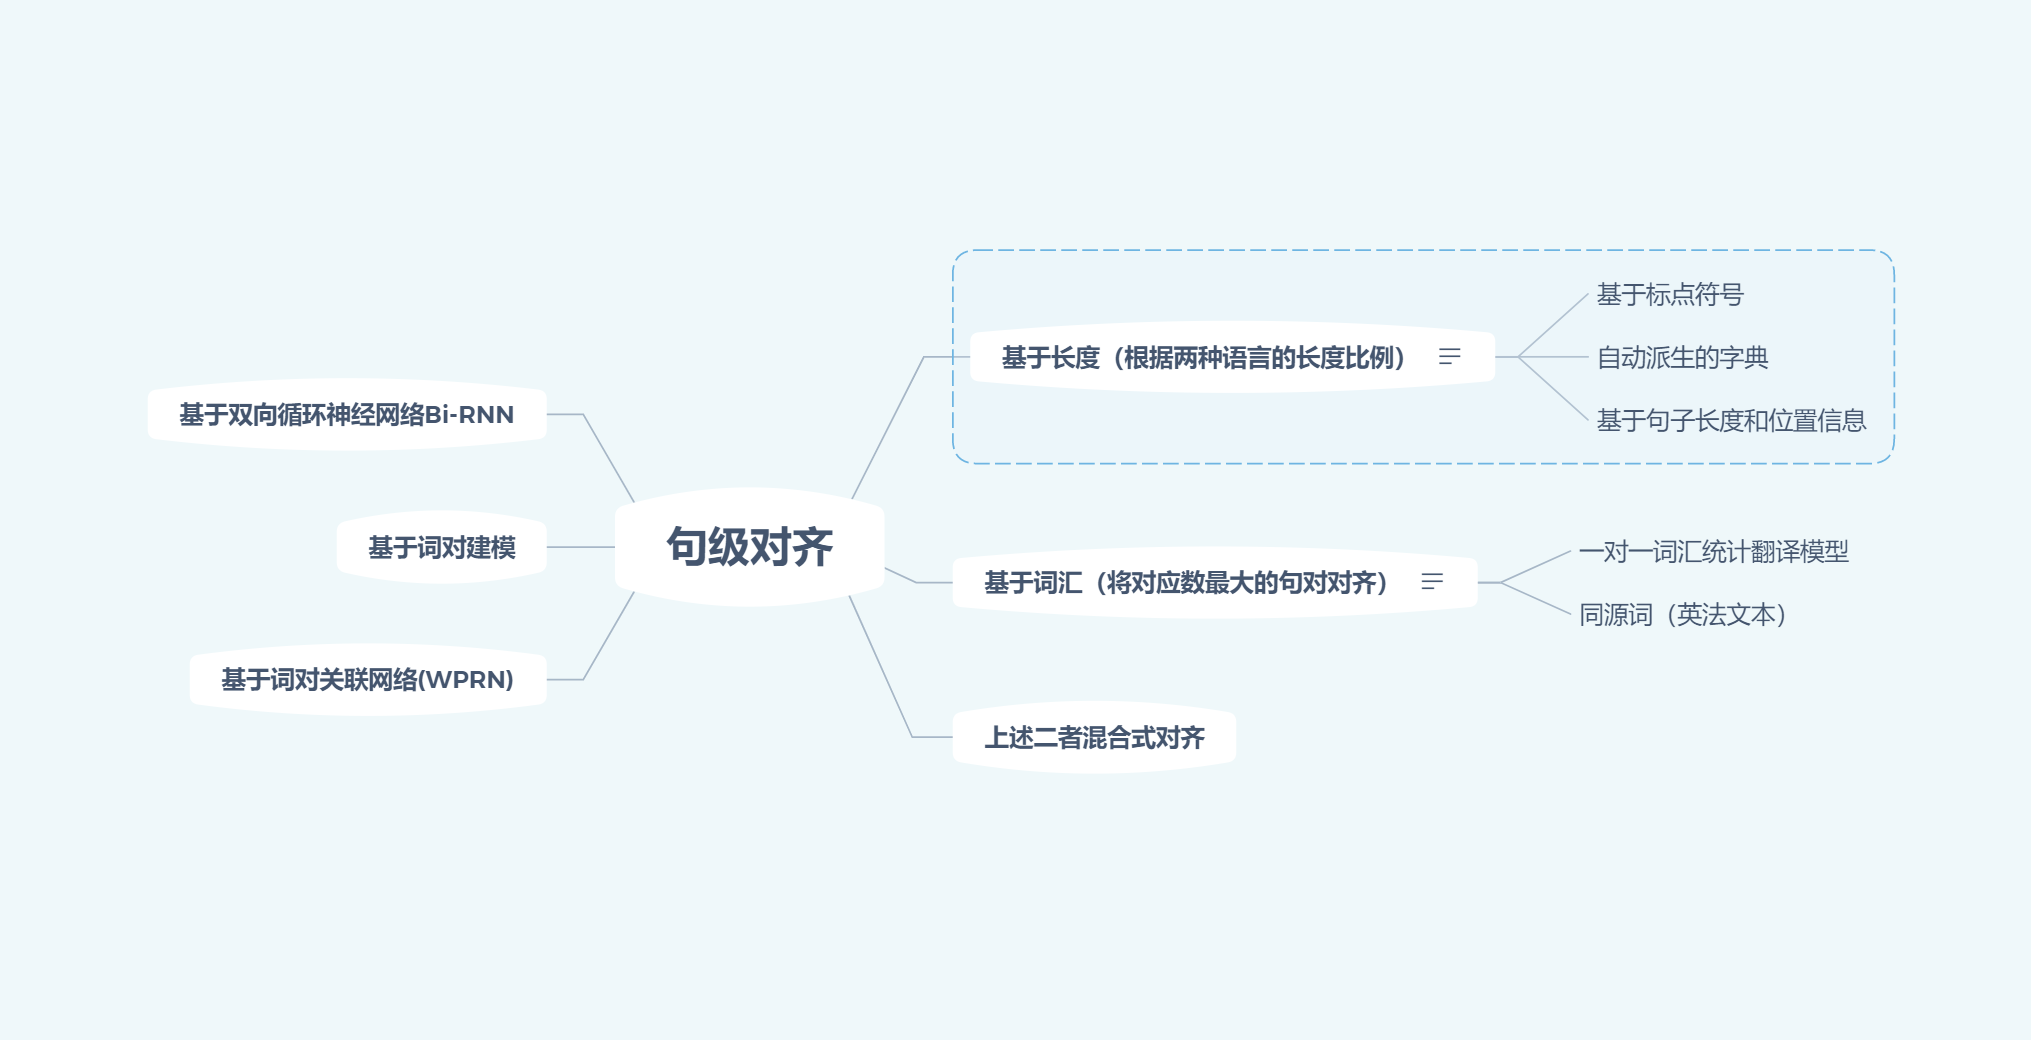 句级对齐
基于长度（根据两种语言的长度比例）
基于标点符号
自动派生的字典
基于句子长度和位置信息
基于词汇（将对应数最大的句对对齐）
一对一词汇统计翻译模型
同源词（英法文本）
上述二者混合式对齐
基于双向循环神经网络Bi-RNN
基于词对建模
基于词对关联网络(WPRN)